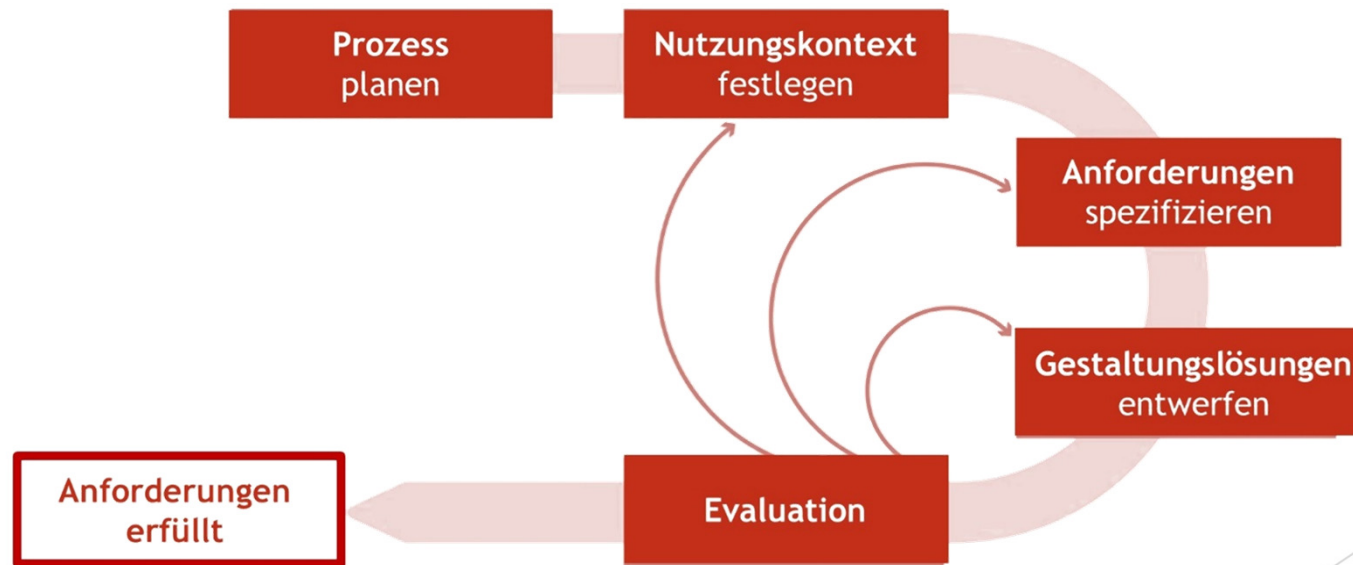 Prozess
planen
Nutzungskontext
festlegen
Anforderungen
spezifizieren
Gestaltungslösungen
entwerfen
Evaluation
Anforderungen
erfüllt